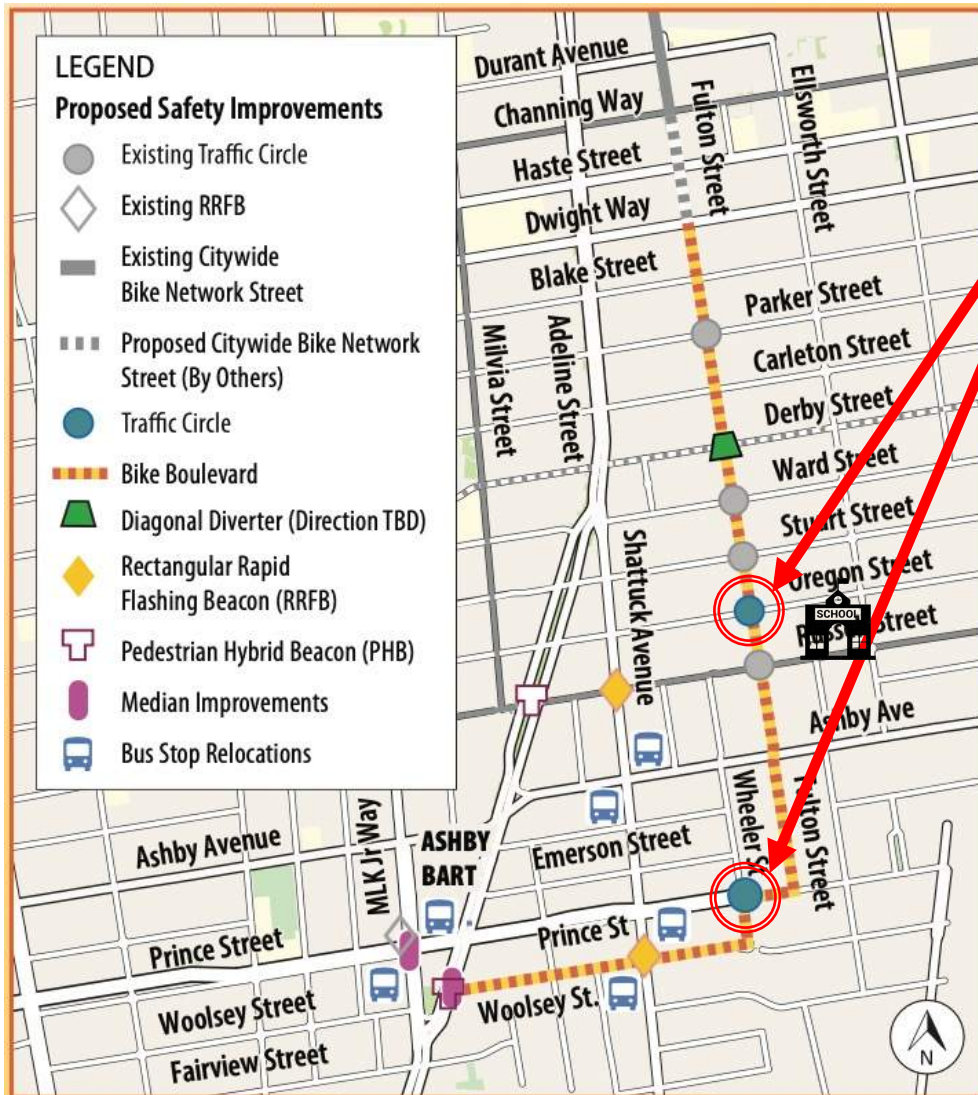 LEGEND
Proposed Safety Improvements
Existing Traffic Circle
Existing RRFB
Existing Citywide
Bike Network Street
Proposed Citywide Bike Network
Street (By Others)
Traffic Circle
Bike Boulevard
Diagonal Diverter (Direction TBD)
Rectangular Rapid
Flashing Beacon (RRFB)
Pedestrian Hybrid Beacon (PHB)
Median Improvements
Bus Stop Relocations
Durant Avenue
Channing Way
Haste Street
Dwight Way
Blake Street
Fulton Street
Ellsworth Street
Parker Street
Carleton Street
Derby Street
Ward Street
Stuart Street
Oregon Street
SCHOOL
Street
Milvia Street
Adeline Street
Shattuck Avenue
Ashby Ave
Wheeler St
Fulton Street
Emerson Street
MLK Jr Way
ASHBY
BART
Ashby Avenue
Prince Street
Prince St
Woolsey Street
Woolsey St.
Fairview Street
N